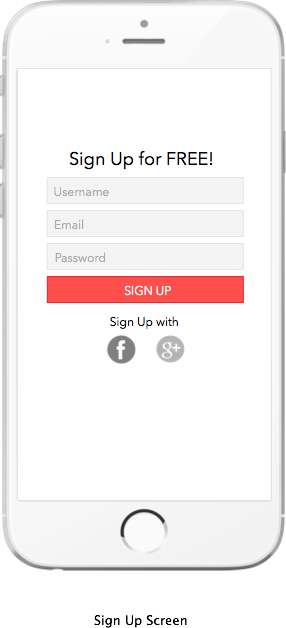 Sign Up for FREE!
Username
Email
Password
SIGN UP
Sign Up with
f g+
Sign Up Screen